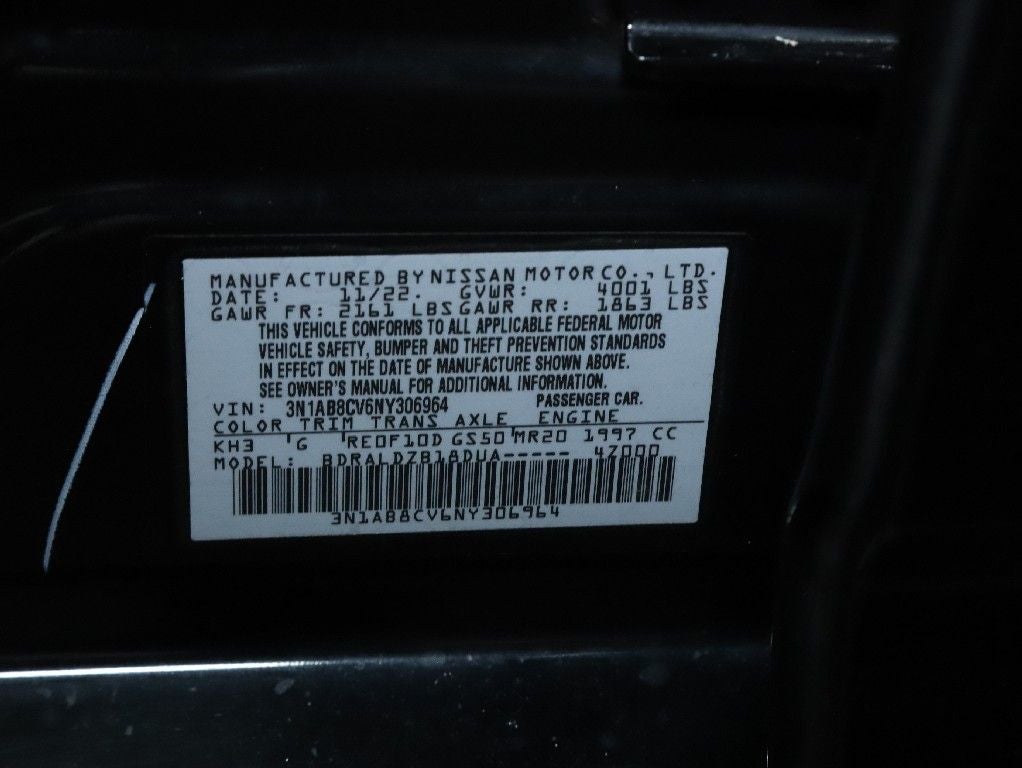 MANUFACTURED BY NISSAN MOTOR CO., LTD.
DATE: 11/22. GVWR: 4001 LBS
GAWR FR: 2161 LBS GAWR RR: 1863 LBS
THIS VEHICLE CONFORMS TO ALL APPLICABLE FEDERAL MOTOR
VEHICLE SAFETY, BUMPER AND THEFT PREVENTION STANDARDS
IN EFFECT ON THE DATE OF MANUFACTURE SHOWN ABOVE.
SEE OWNER'S MANUAL FOR ADDITIONAL INFORMATION.
VIN: 3N1AB8CV6NY306964 PASSENGER CAR.
COLOR TRIM TRANS AXLE ENGINE
KH3 G RE0F10D GS50 MR20 1997 CC
MODEL: BDRALDZB18DUA----- 4Z000
3N1AB8CV6NY306964